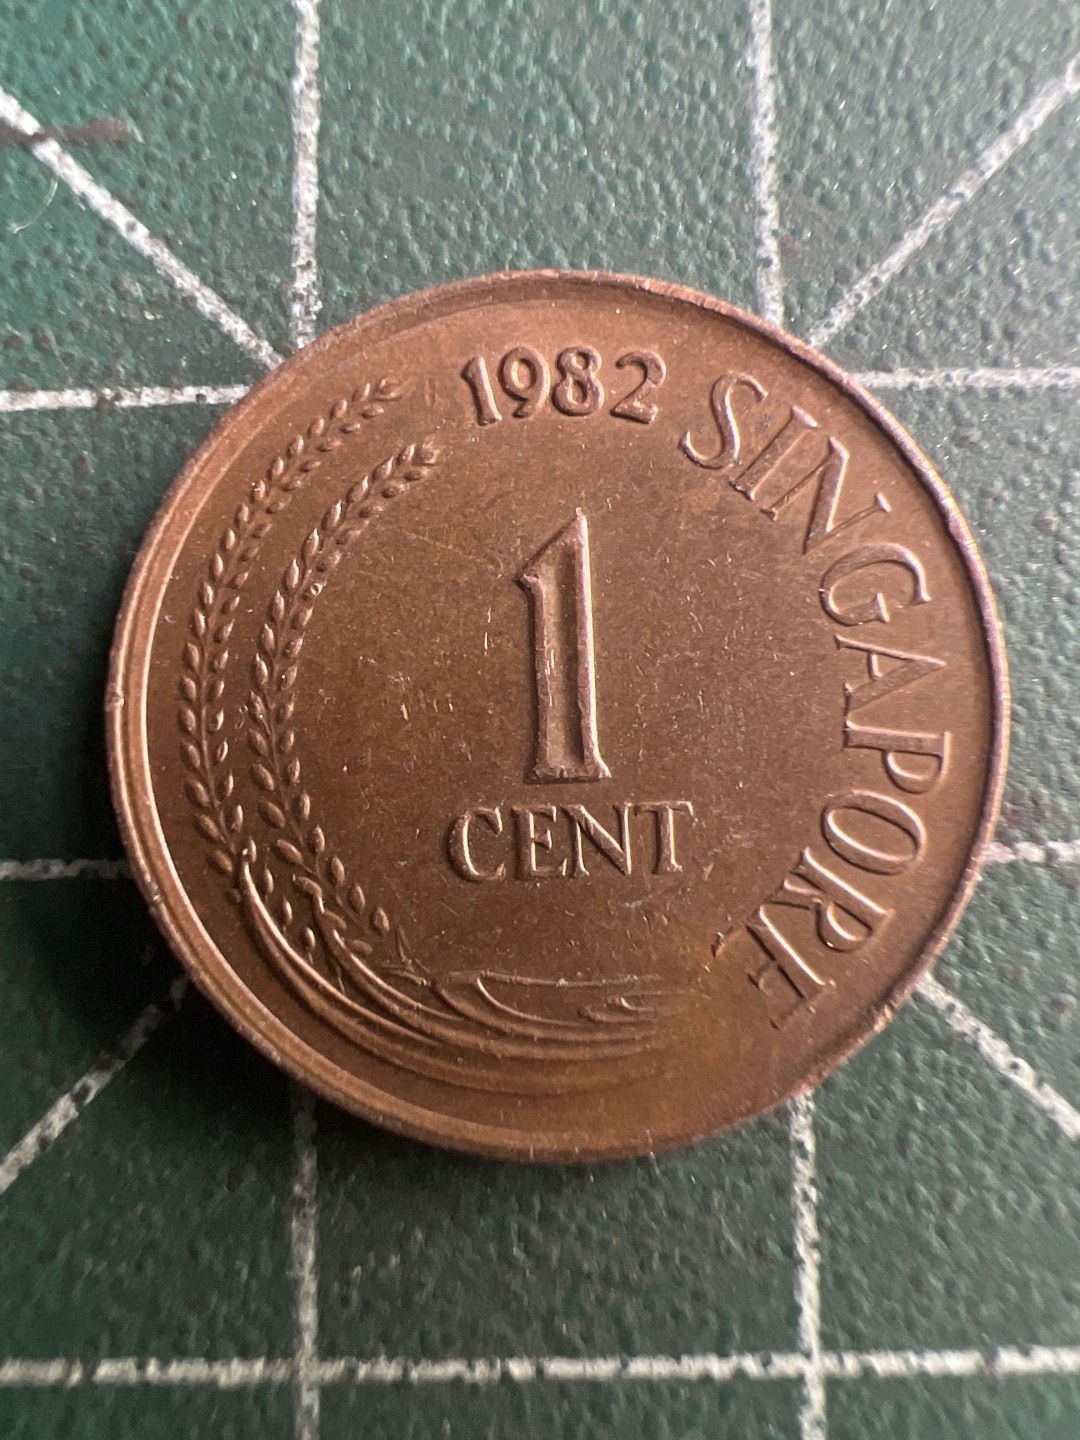 1982
SINGAPORE
1
CENT